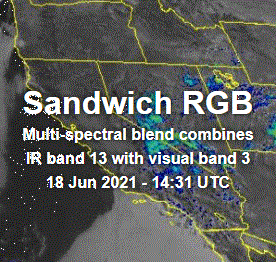 Sandwich RGB
Multi-spectral blend combines
IR band 13 with visual band 3
18 Jun 2021 - 14:31 UTC